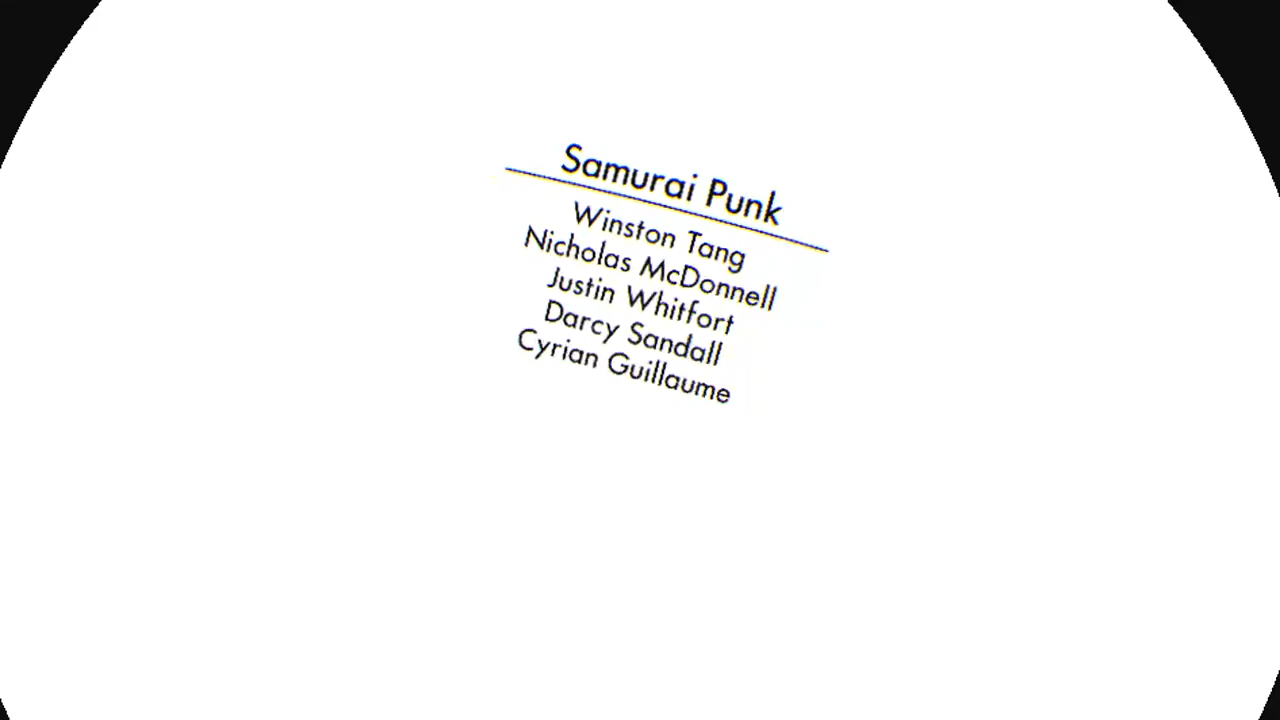 Samurai Punk
Winston Tang
Nicholas McDonnell
Justin Whitfort
Darcy Sandall
Cyrian Guillaume